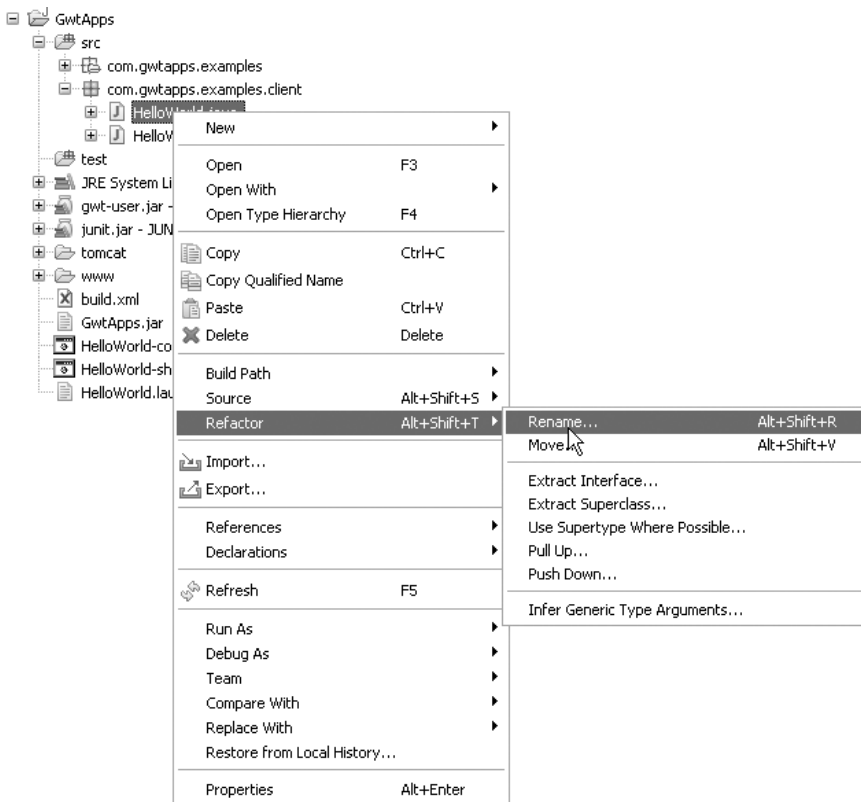 GwtApps
src
com.gwtapps.examples
com.gwtapps.examples.client
HelloWorld.java
HelloW
test
JRE System Li
gwt-user.jar -
junit.jar - JUN
tomcat
www
build.xml
GwtApps.jar
HelloWorld-co
HelloWorld-sh
HelloWorld.lau
New
Open F3
Open With
Open Type Hierarchy F4
Copy Ctrl+C
Copy Qualified Name
Paste Ctrl+V
Delete Delete
Build Path
Source Alt+Shift+S
Refactor Alt+Shift+T
Import...
Export...
References
Declarations
Refresh F5
Run As
Debug As
Team
Compare With
Replace With
Restore from Local History...
Properties Alt+Enter
Rename... Alt+Shift+R
Move... Alt+Shift+V
Extract Interface...
Extract Superclass...
Use Supertype Where Possible...
Pull Up...
Push Down...
Infer Generic Type Arguments...